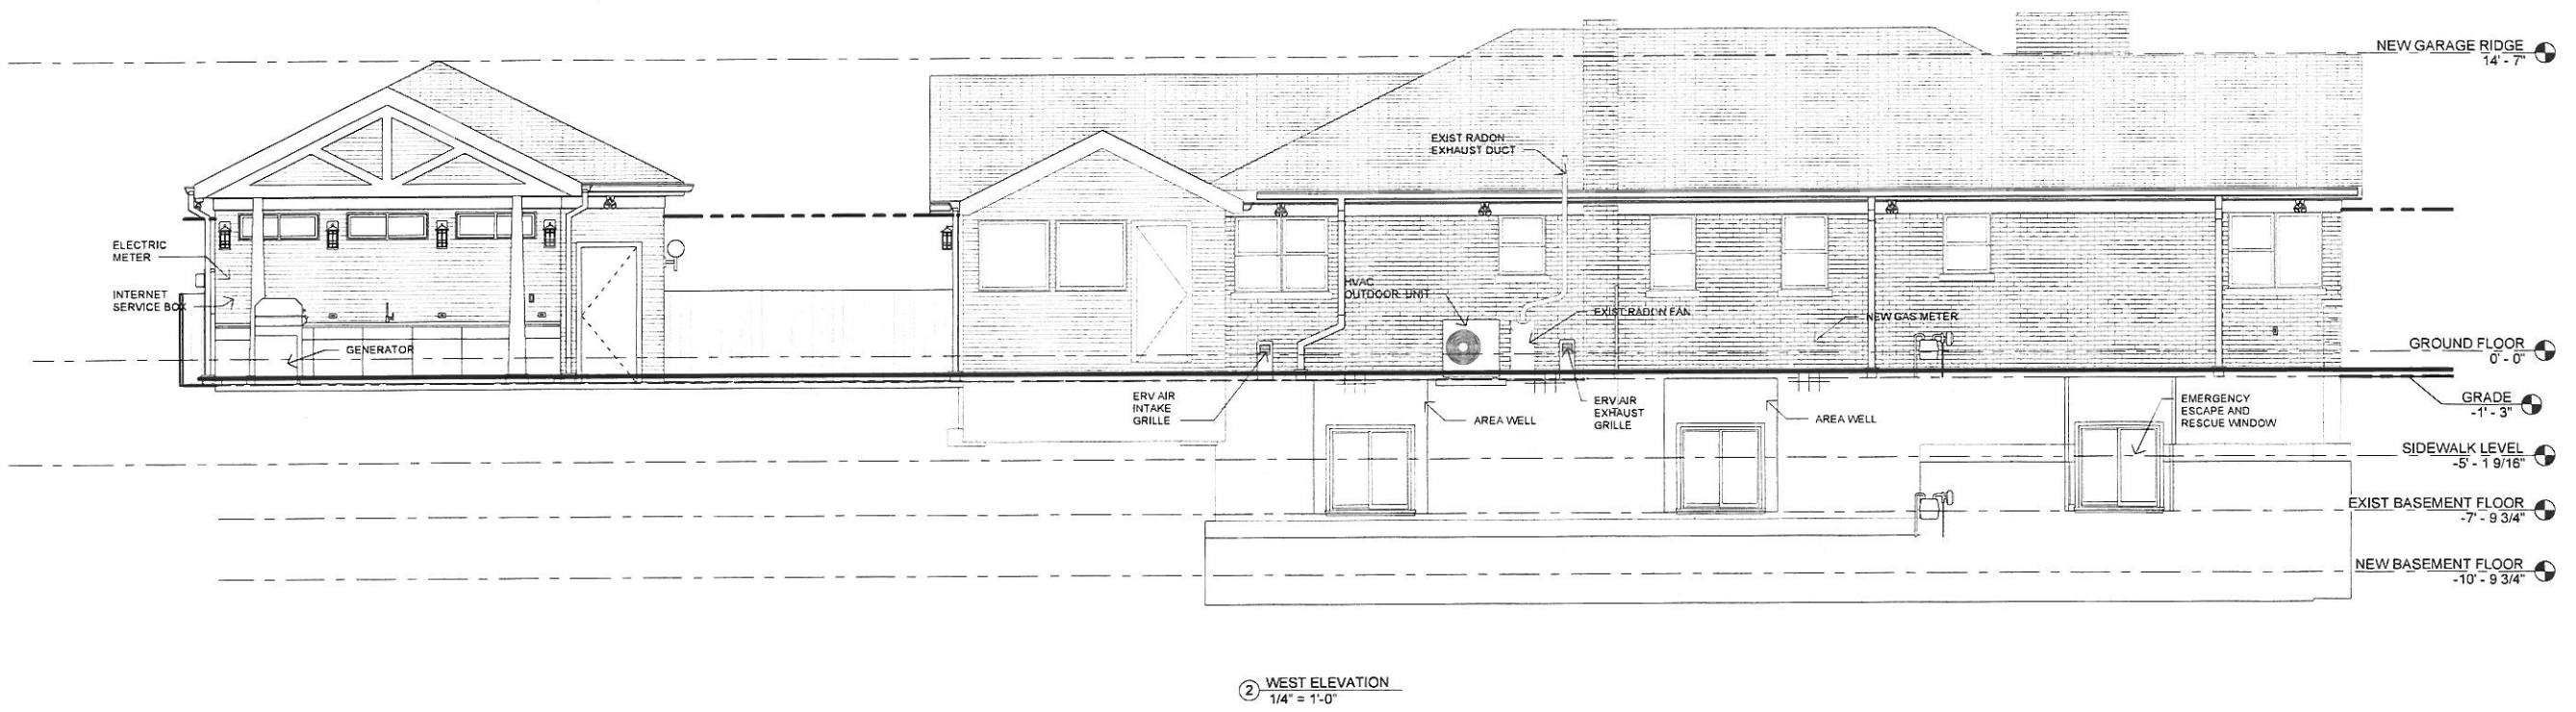 NEW GARAGE RIDGE
14' - 7"
EXIST RADON
EXHAUST DUCT
ELECTRIC
METER
INTERNET
SERVICE BOX
HVAC
OUTDOOR UNIT
EXIST RADON FAN
NEW GAS METER
GENERATOR
GROUND FLOOR
0' - 0"
ERV AIR
INTAKE
GRILLE
AREA WELL
ERV AIR
EXHAUST
GRILLE
AREA WELL
EMERGENCY
ESCAPE AND
RESCUE WINDOW
GRADE
-1' - 3"
SIDEWALK LEVEL
-5' - 1 9/16"
EXIST BASEMENT FLOOR
-7' - 9 3/4"
NEW BASEMENT FLOOR
-10' - 9 3/4"
2 WEST ELEVATION
1/4" = 1'-0"